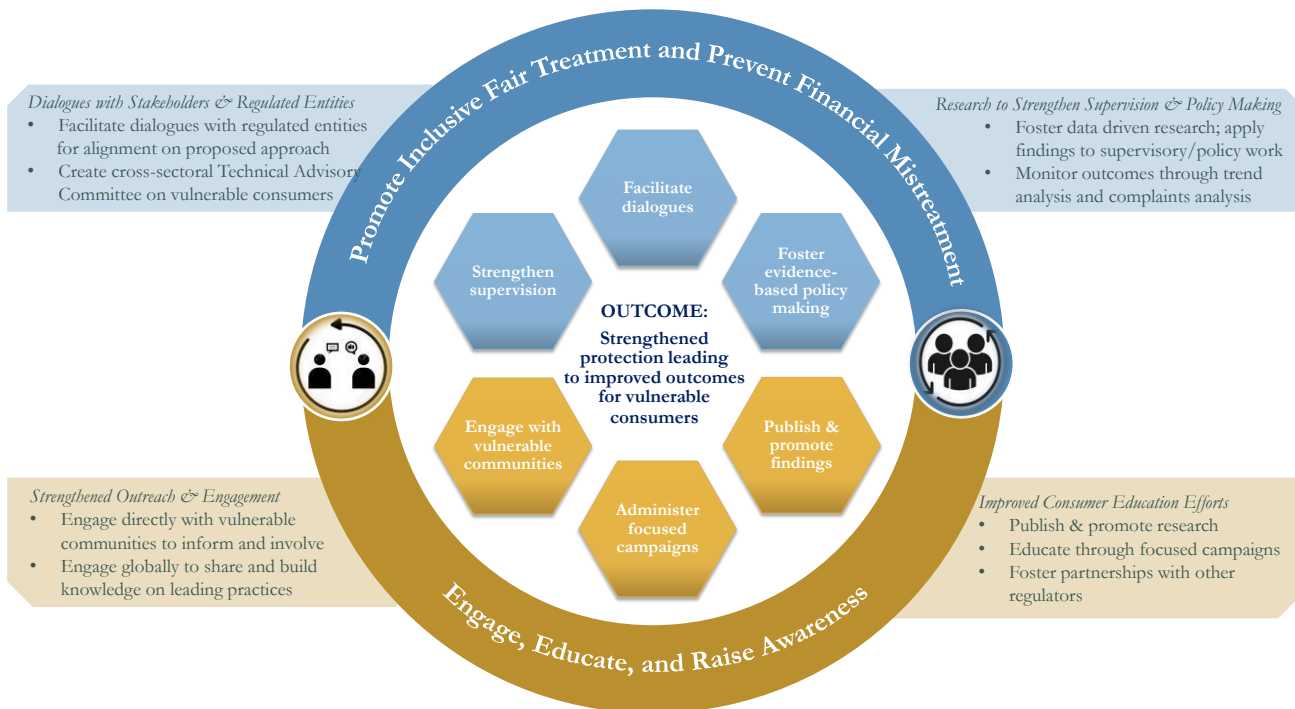 Promote Inclusive Fair Treatment and Prevent Financial Mistreatment
Dialogues with Stakeholders & Regulated Entities
• Facilitate dialogues with regulated entities
for alignment on proposed approach
• Create cross-sectoral Technical Advisory
Committee on vulnerable consumers
Research to Strengthen Supervision & Policy Making
• Foster data driven research; apply
findings to supervisory/policy work
• Monitor outcomes through trend
analysis and complaints analysis
Facilitate
dialogues
Strengthen
supervision
Foster
evidence-
based policy
making
OUTCOME:
Strengthened
protection leading
to improved outcomes
for vulnerable
consumers
Engage with
vulnerable
communities
Publish &
promote
findings
Administer
focused
campaigns
Strengthened Outreach & Engagement
• Engage directly with vulnerable
communities to inform and involve
• Engage globally to share and build
knowledge on leading practices
Improved Consumer Education Efforts
• Publish & promote research
• Educate through focused campaigns
• Foster partnerships with other
regulators
Engage, Educate, and Raise Awareness